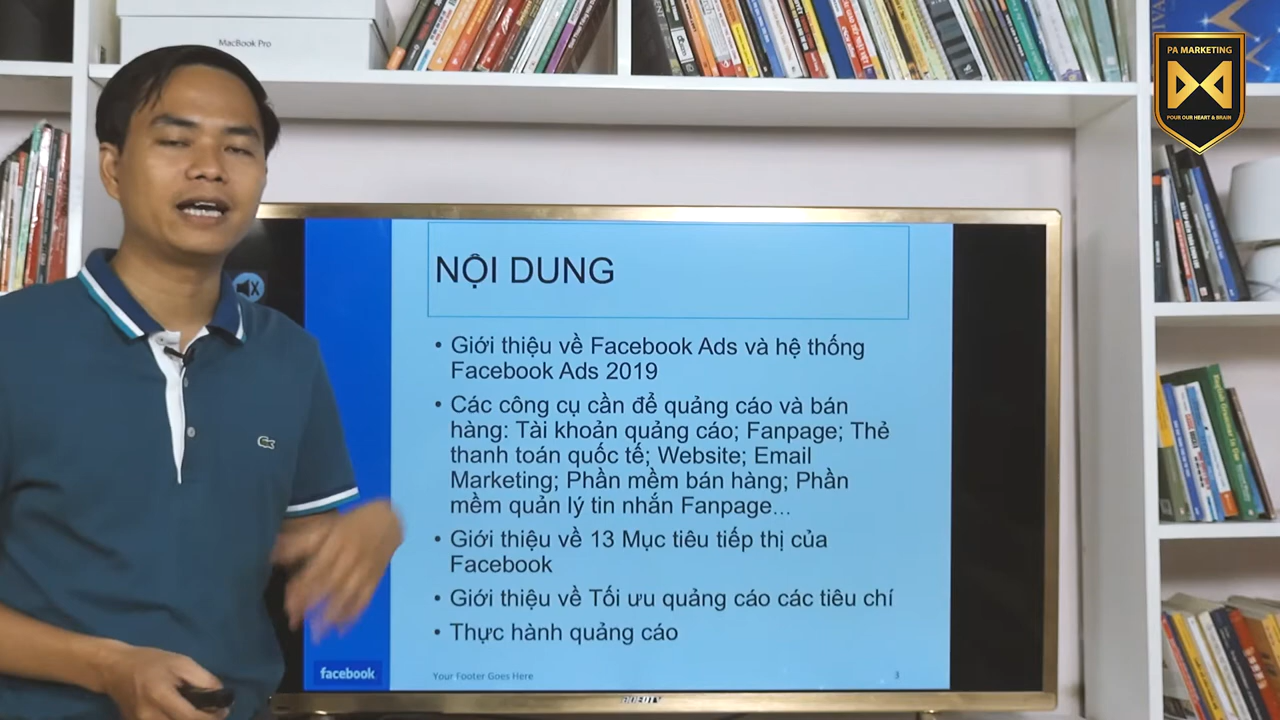 MacBook Pro
PA MARKETING
POUR OUR HEART & BRAIN
NỘI DUNG
• Giới thiệu về Facebook Ads và hệ thống
Facebook Ads 2019
• Các công cụ cần để quảng cáo và bán
hàng: Tài khoản quảng cáo; Fanpage; Thẻ
thanh toán quốc tế; Website; Email
Marketing; Phần mềm bán hàng; Phần
mềm quản lý tin nhắn Fanpage...
• Giới thiệu về 13 Mục tiêu tiếp thị của
Facebook
• Giới thiệu về Tối ưu quảng cáo các tiêu chí
• Thực hành quảng cáo
facebook
Your Footer Goes Here
3